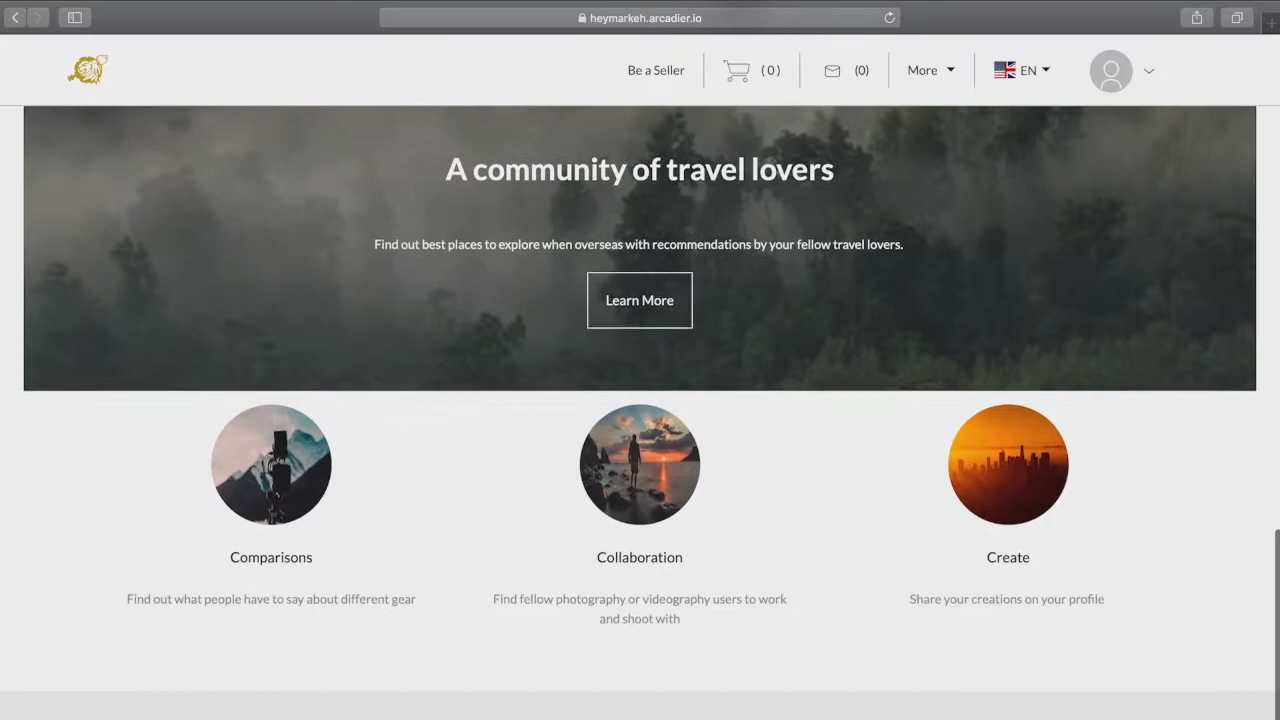 heymarkeh.arcadier.io
Be a Seller
( 0 )
(0)
More
EN
A community of travel lovers
Find out best places to explore when overseas with recommendations by your fellow travel lovers.
Learn More
Comparisons
Collaboration
Create
Find out what people have to say about different gear
Find fellow photography or videography users to work
and shoot with
Share your creations on your profile